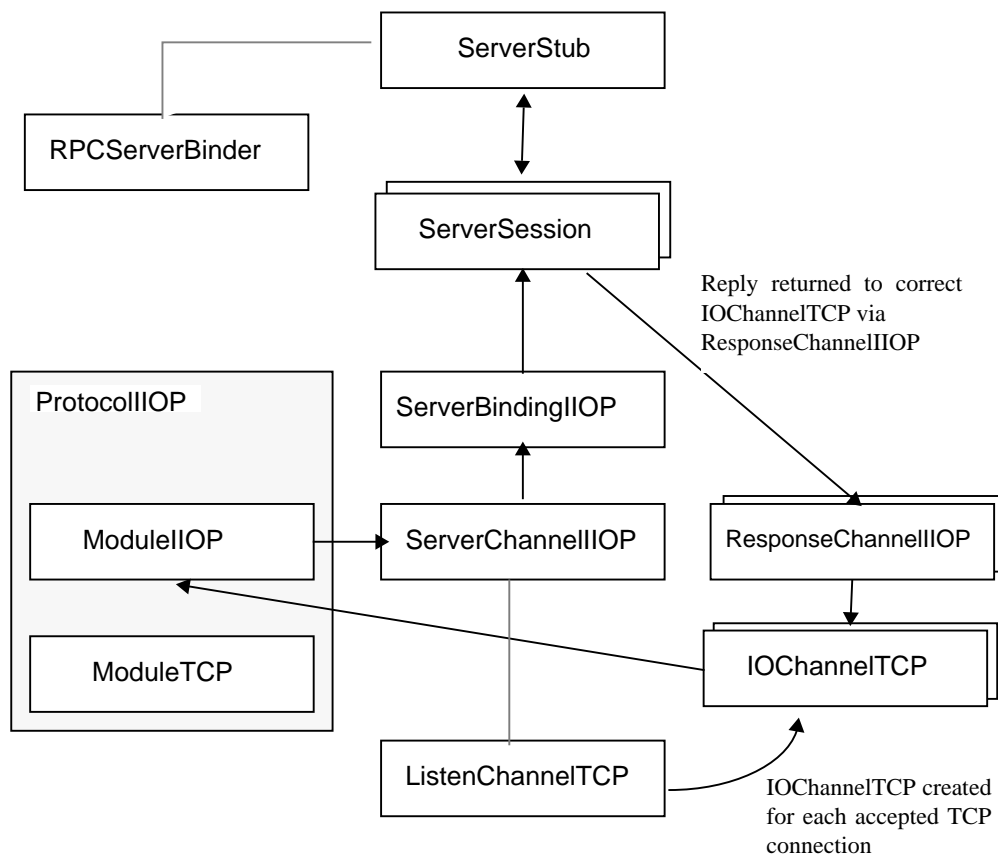 ServerStub
RPCServerBinder
ServerSession
Reply returned to correct
IOChannelTCP via
ResponseChannelIIOP
ProtocolIIOP
ServerBindingIIOP
ModuleIIOP
ServerChannelIIOP
ResponseChannelIIOP
ModuleTCP
IOChannelTCP
ListenChannelTCP
IOChannelTCP created
for each accepted TCP
connection